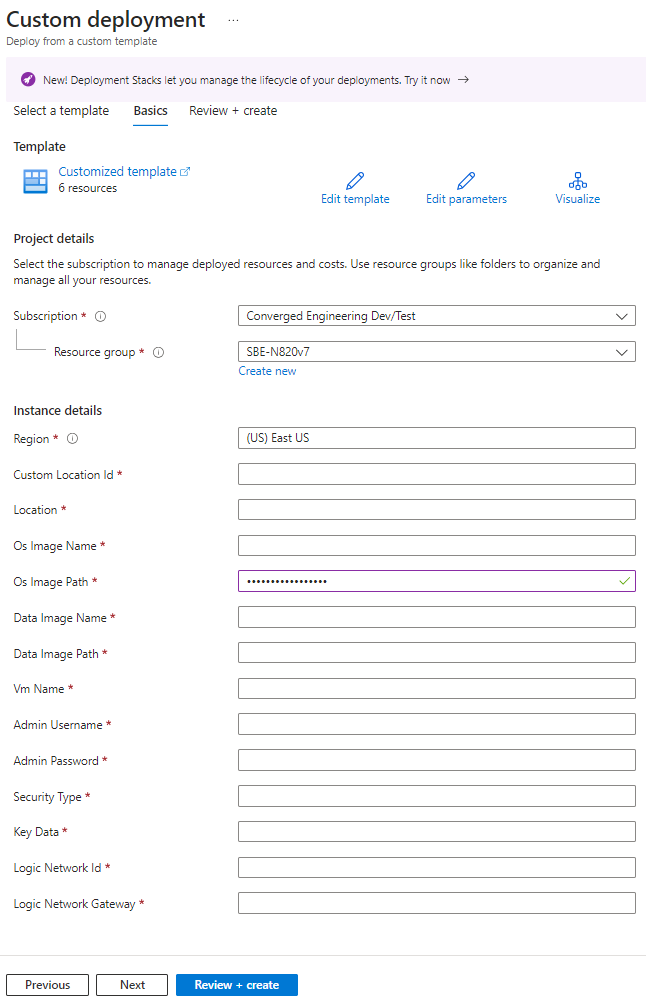 Custom deployment ...
Deploy from a custom template
New! Deployment Stacks let you manage the lifecycle of your deployments. Try it now →
Select a template Basics Review + create
Template
Customized template
6 resources
Edit template Edit parameters Visualize
Project details
Select the subscription to manage deployed resources and costs. Use resource groups like folders to organize and
manage all your resources.
Subscription * Converged Engineering Dev/Test
Resource group * SBE-N820v7
Create new
Instance details
Region * (US) East US
Custom Location Id *
Location *
Os Image Name *
Os Image Path * •••••••••••••••••
Data Image Name *
Data Image Path *
Vm Name *
Admin Username *
Admin Password *
Security Type *
Key Data *
Logic Network Id *
Logic Network Gateway *
Previous Next Review + create